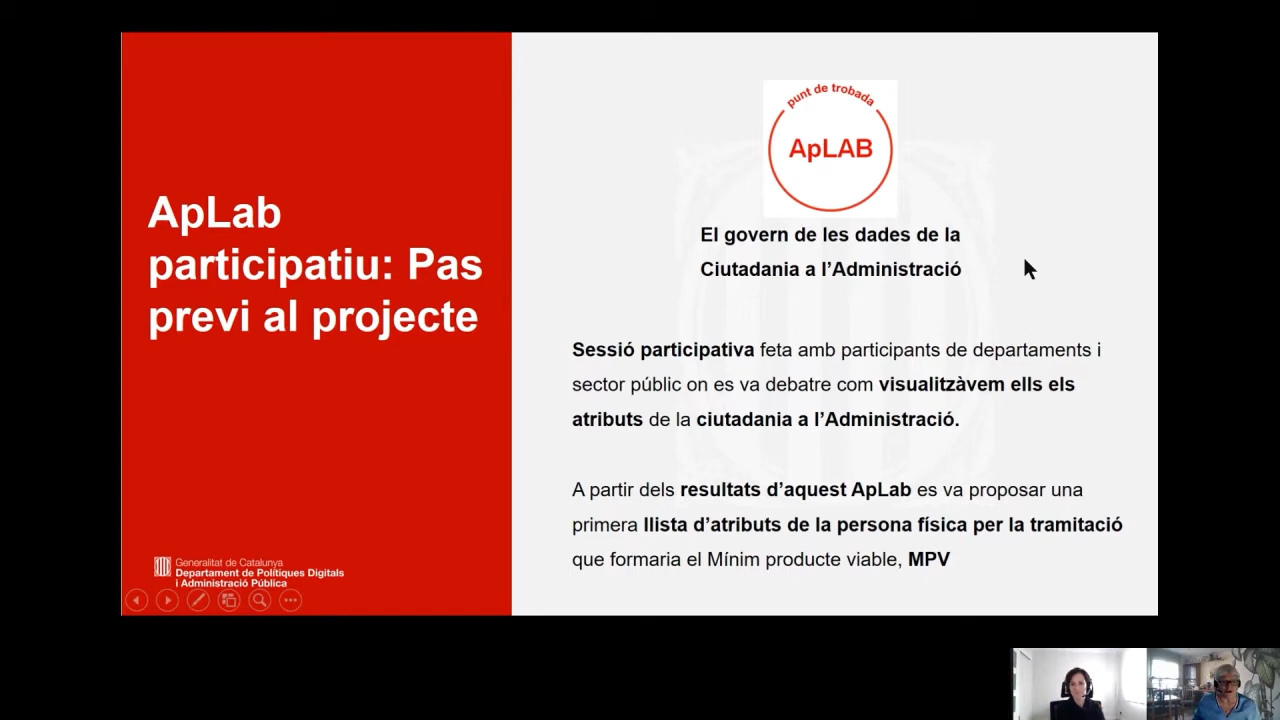 ApLab
participatiu: Pas
previ al projecte
Generalitat de Catalunya
Departament de Polítiques Digitals
i Administració Pública
punt de trobada
ApLAB
El govern de les dades de la
Ciutadania a l’Administració
Sessió participativa feta amb participants de departaments i
sector públic on es va debatre com visualitzàvem ells els
atributs de la ciutadania a l’Administració.
A partir dels resultats d’aquest ApLab es va proposar una
primera llista d’atributs de la persona física per la tramitació
que formaria el Mínim producte viable, MPV